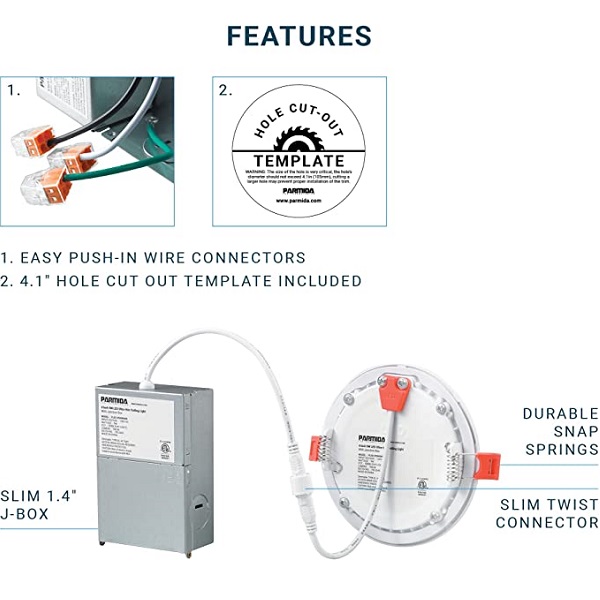 FEATURES
1.
2.
HOLE CUT-OUT
TEMPLATE
WARNING: The size of the hole is very critical, the hole's
diameter should not exceed 4.1in (105mm), cutting a
larger hole may prevent proper installation of the trim.
PARMIDA
www.parmida.com
1. EASY PUSH-IN WIRE CONNECTORS
2. 4.1" HOLE CUT OUT TEMPLATE INCLUDED
PARMIDA
PARMIDA
DURABLE
SNAP
SPRINGS
SLIM 1.4"
J-BOX
SLIM TWIST
CONNECTOR